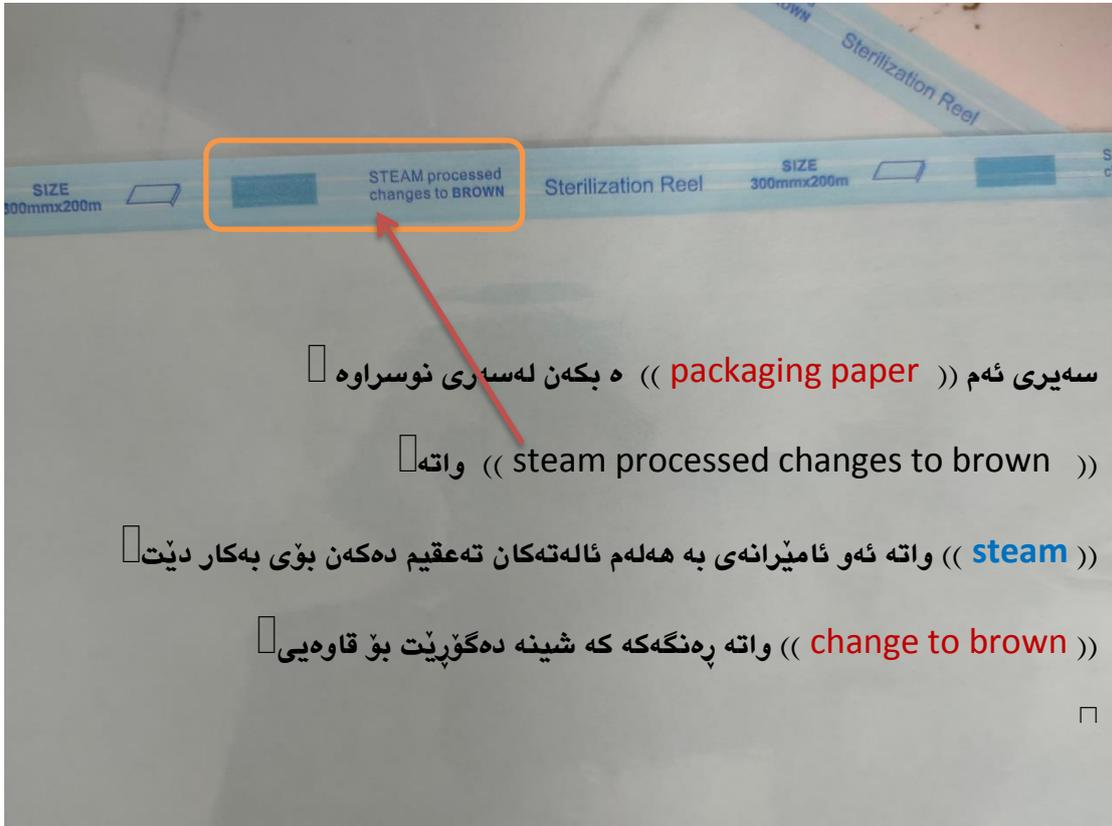 OWN
Sterilization Reel
SIZE
300mmx200m
STEAM processed
changes to BROWN
Sterilization Reel
SIZE
300mmx200m
سەیری ئەم (( packaging paper )) ە بکەن لەسەری نوسراوە
(( steam processed changes to brown )) واتە
(( steam )) واتە ئەو ئامێرانەی بە هەلەم ئالەتەکان تەعقیم دەکەن بۆی بەکار دێت
(( change to brown )) واتە ڕەنگەکە کە شینە دەگۆڕێت بۆ قاوەیی